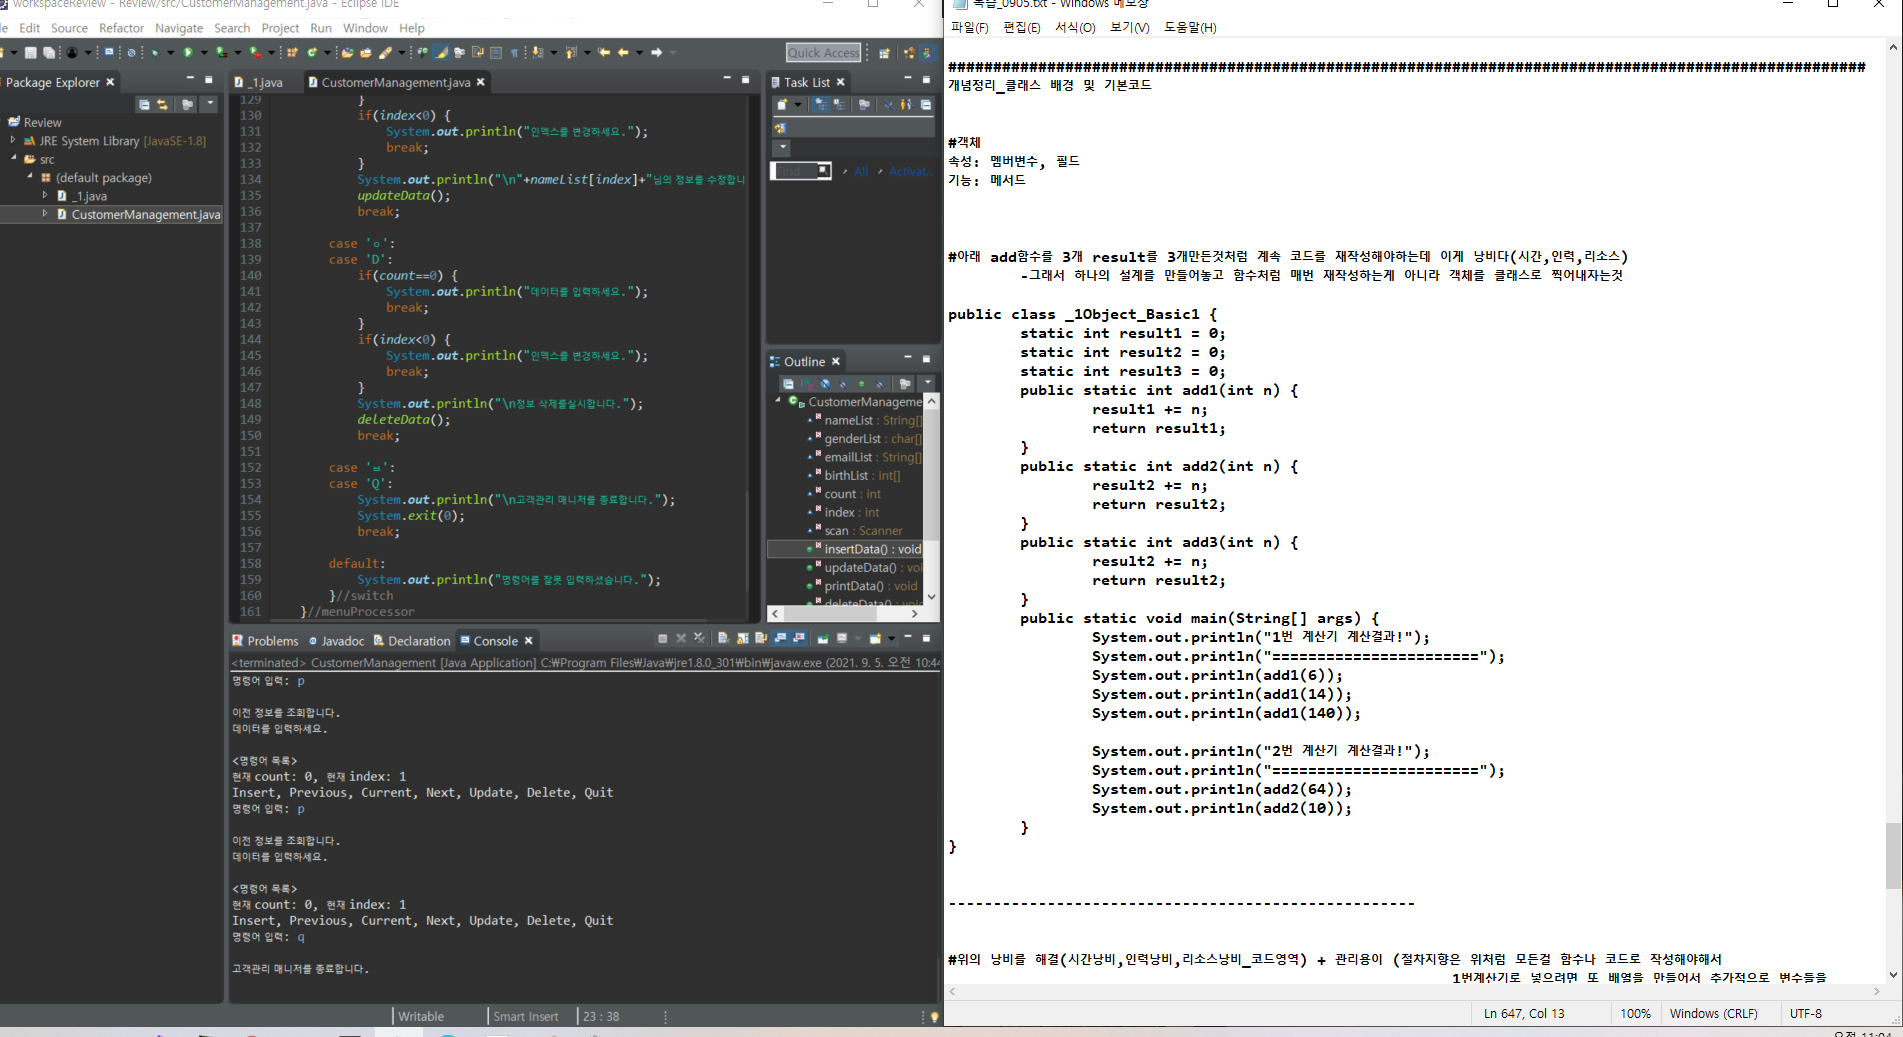 workspaceReview - Review/src/CustomerManagement.java - Eclipse IDE
Edit Source Refactor Navigate Search Project Run Window Help
Quick Access
Package Explorer
Review
JRE System Library [JavaSE-1.8]
src
(default package)
_1.java
CustomerManagement.java
_1.java
CustomerManagement.java
129 }
130 if(index<0) {
131 System.out.println("인덱스를 변경하세요.");
132 break;
133 }
134 System.out.println("\n"+nameList[index]+"님의 정보를 수정합니
135 updateData();
136 break;
137
138 case 'ㅇ':
139 case 'D':
140 if(count==0) {
141 System.out.println("데이터를 입력하세요.");
142 break;
143 }
144 if(index<0) {
145 System.out.println("인덱스를 변경하세요.");
146 break;
147 }
148 System.out.println("\n정보 삭제를실시합니다.");
149 deleteData();
150 break;
151
152 case 'ㅂ':
153 case 'Q':
154 System.out.println("\n고객관리 매니저를 종료합니다.");
155 System.exit(0);
156 break;
157
158 default:
159 System.out.println("명령어를 잘못 입력하셨습니다.");
160 }//switch
161 }//menuProcessor
Task List
Find
All
Activat...
Outline
CustomerManageme
nameList : String[]
genderList : char[]
emailList : String[]
birthList : int[]
count : int
index : int
scan : Scanner
insertData() : void
updateData() : voi
printData() : void
deleteData() : void
Problems
Javadoc
Declaration
Console
<terminated> CustomerManagement [Java Application] C:₩Program Files₩Java₩jre1.8.0_301₩bin₩javaw.exe (2021. 9. 5. 오전 10:44
명령어 입력: p
이전 정보를 조회합니다.
데이터를 입력하세요.
<명령어 목록>
현재 count: 0, 현재 index: 1
Insert, Previous, Current, Next, Update, Delete, Quit
명령어 입력: p
이전 정보를 조회합니다.
데이터를 입력하세요.
<명령어 목록>
현재 count: 0, 현재 index: 1
Insert, Previous, Current, Next, Update, Delete, Quit
명령어 입력: q
고객관리 매니저를 종료합니다.
Writable
Smart Insert
23 : 38
복습_0905.txt - Windows 메모장
파일(F) 편집(E) 서식(O) 보기(V) 도움말(H)
######################################################################################################
개념정리_클래스 배경 및 기본코드
#객체
속성: 멤버변수, 필드
기능: 메서드
#아래 add함수를 3개 result를 3개만든것처럼 계속 코드를 재작성해야하는데 이게 낭비다(시간,인력,리소스)
-그래서 하나의 설계를 만들어놓고 함수처럼 매번 재작성하는게 아니라 객체를 클래스로 찍어내자는것
public class _1Object_Basic1 {
static int result1 = 0;
static int result2 = 0;
static int result3 = 0;
public static int add1(int n) {
result1 += n;
return result1;
}
public static int add2(int n) {
result2 += n;
return result2;
}
public static int add3(int n) {
result2 += n;
return result2;
}
public static void main(String[] args) {
System.out.println("1번 계산기 계산결과!");
System.out.println("=======================");
System.out.println(add1(6));
System.out.println(add1(14));
System.out.println(add1(140));
System.out.println("2번 계산기 계산결과!");
System.out.println("=======================");
System.out.println(add2(64));
System.out.println(add2(10));
}
}
----------------------------------------------------
#위의 낭비를 해결(시간낭비,인력낭비,리소스낭비_코드영역) + 관리용이 (절차지향은 위처럼 모든걸 함수나 코드로 작성해야해서
1번계산기로 넣으려면 또 배열을 만들어서 추가적으로 변수들을
Ln 647, Col 13
100%
Windows (CRLF)
UTF-8
오전 11:04